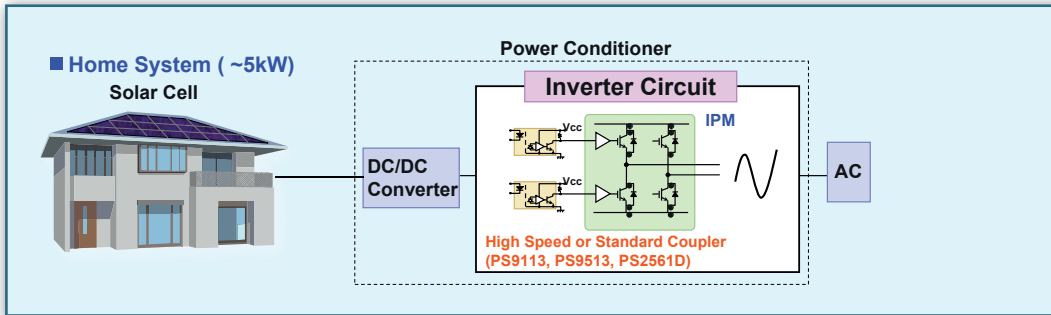 Power Conditioner
Home System ( ~5kW)
Solar Cell
Inverter Circuit
Vcc
IPM
DC/DC
Converter
Vcc
AC
High Speed or Standard Coupler
(PS9113, PS9513, PS2561D)